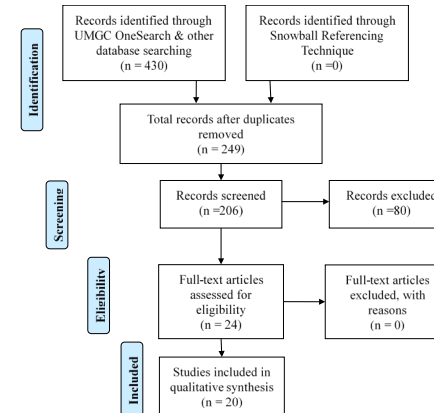 Identification
Records identified through
UMGC OneSearch & other
database searching
(n = 430)
Records identified through
Snowball Referencing
Technique
(n =0)
Total records after duplicates
removed
(n = 249)
Screening
Records screened
(n =206)
Records excluded
(n =80)
Eligibility
Full-text articles
assessed for
eligibility
(n = 24)
Full-text articles
excluded, with
reasons
(n = 0)
Included
Studies included in
qualitative synthesis
(n = 20)